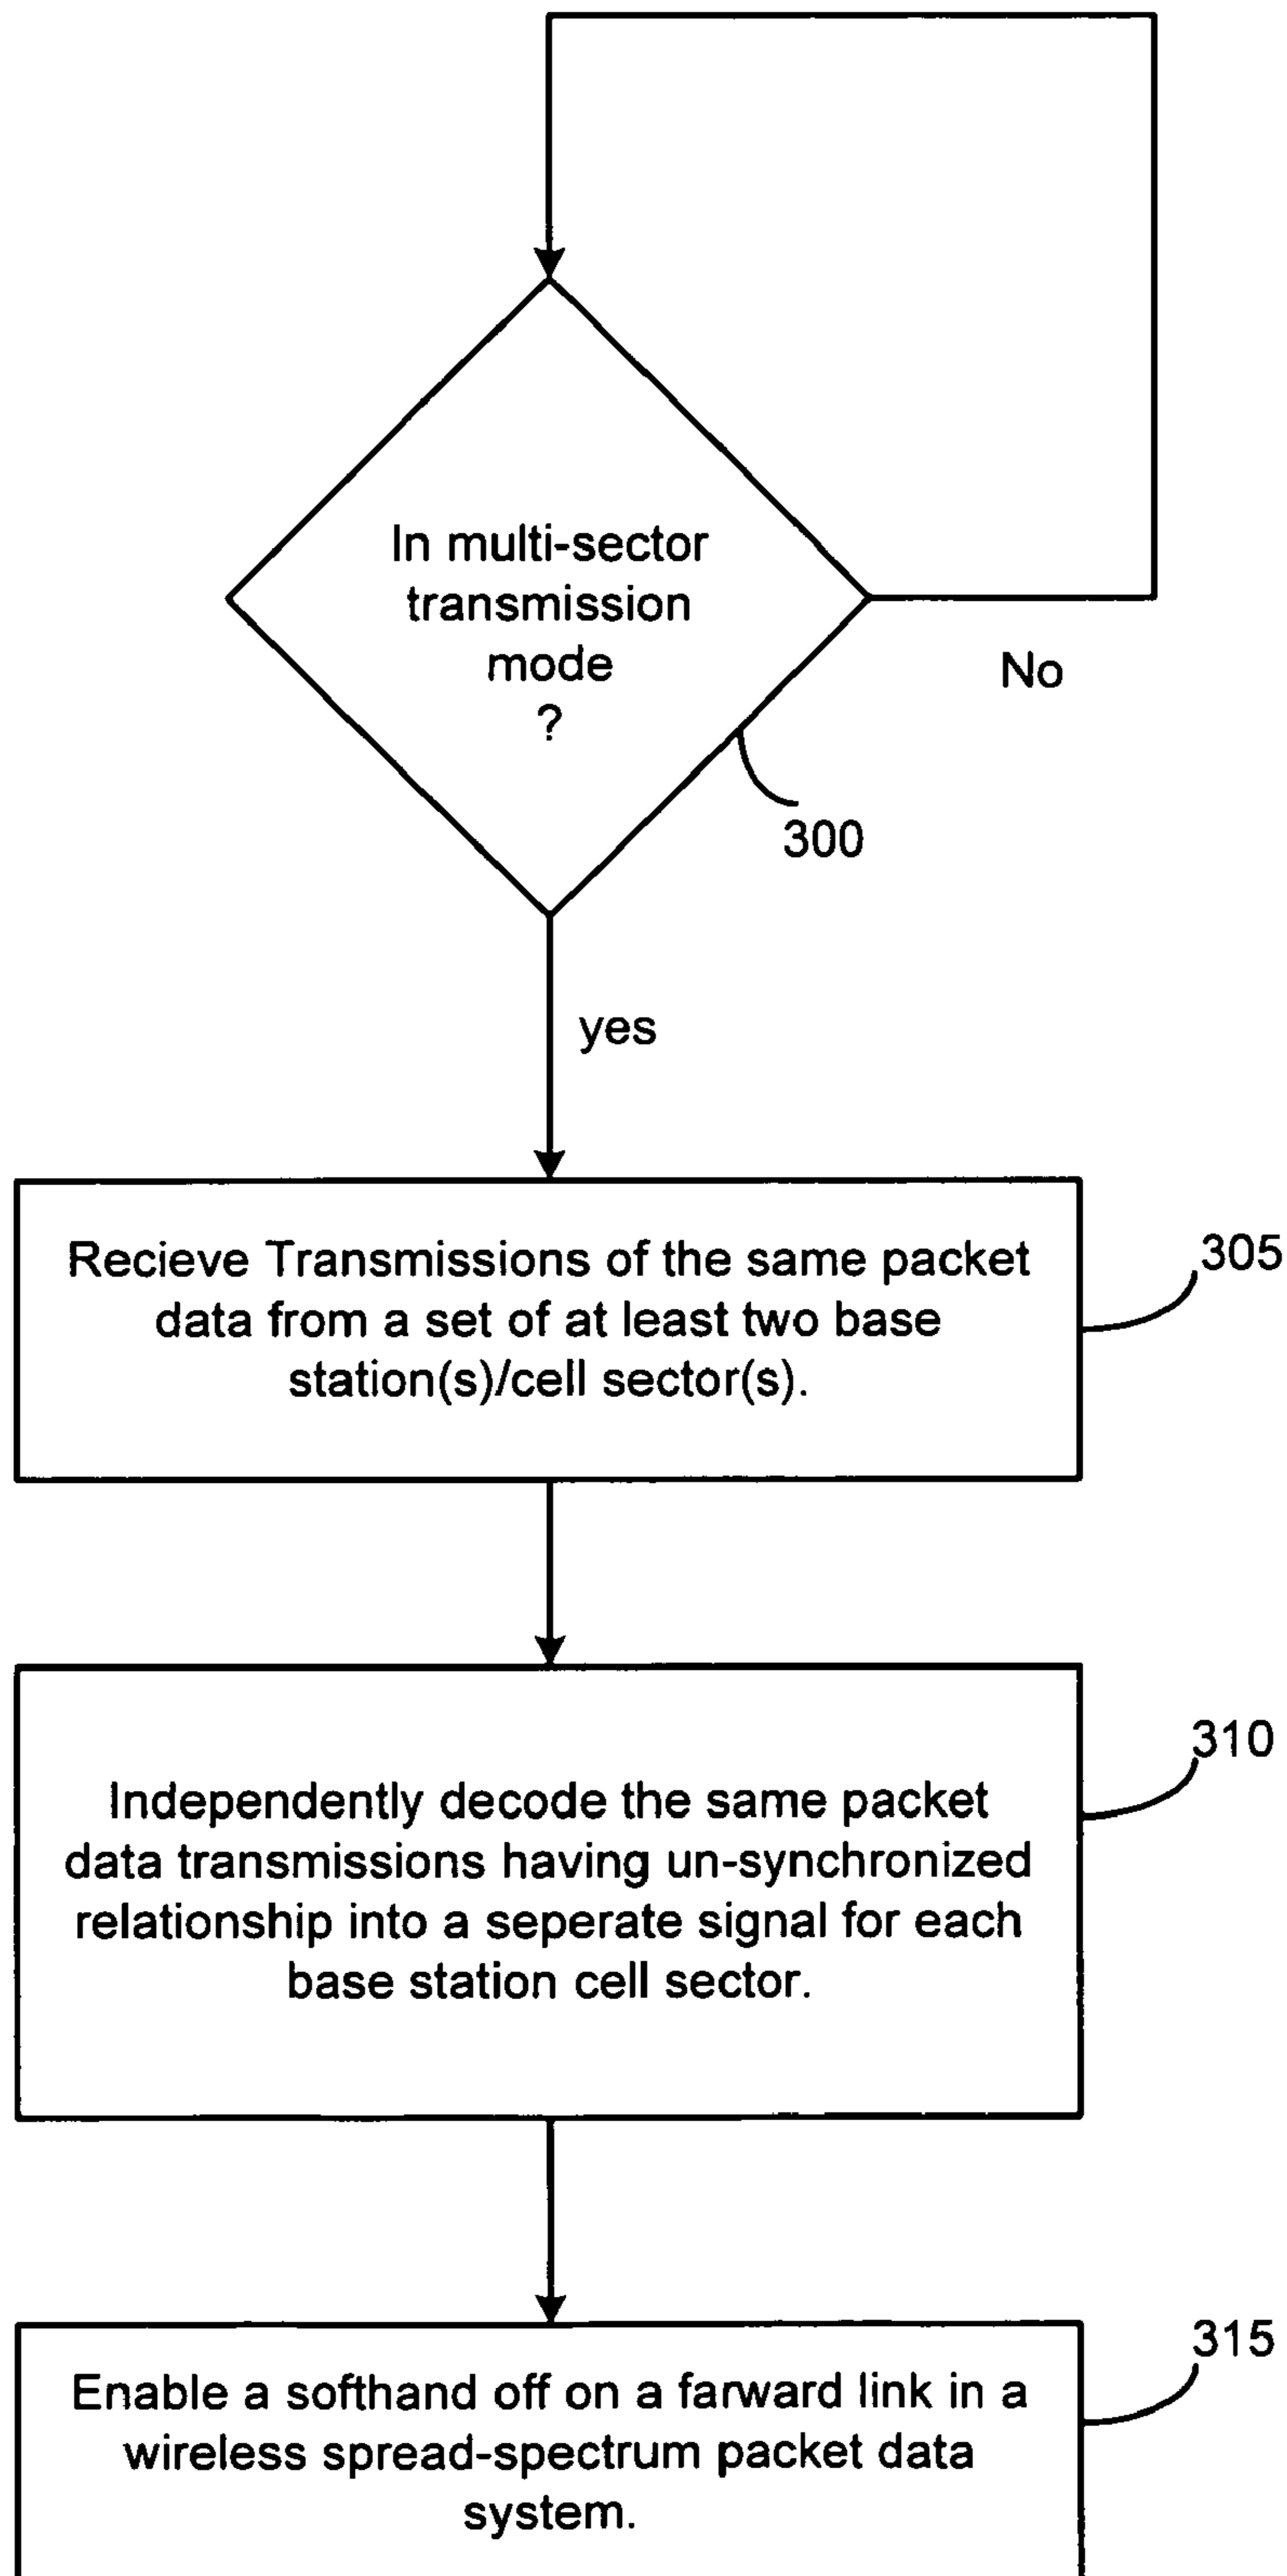 In multi-sector
transmission
mode
?
No
300
yes
Recieve Transmissions of the same packet
data from a set of at least two base
station(s)/cell sector(s).
305
Independently decode the same packet
data transmissions having un-synchronized
relationship into a seperate signal for each
base station cell sector.
310
Enable a softhand off on a farward link in a
wireless spread-spectrum packet data
system.
315